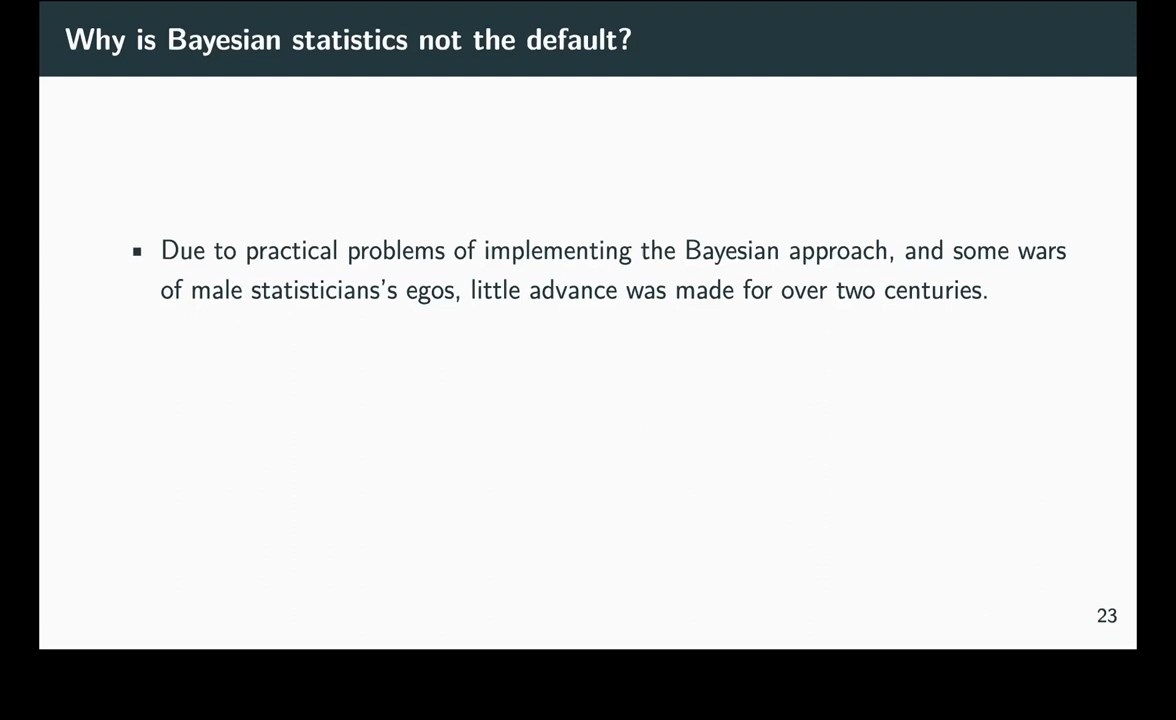 Why is Bayesian statistics not the default?
▪ Due to practical problems of implementing the Bayesian approach, and some wars
of male statisticians's egos, little advance was made for over two centuries.
23